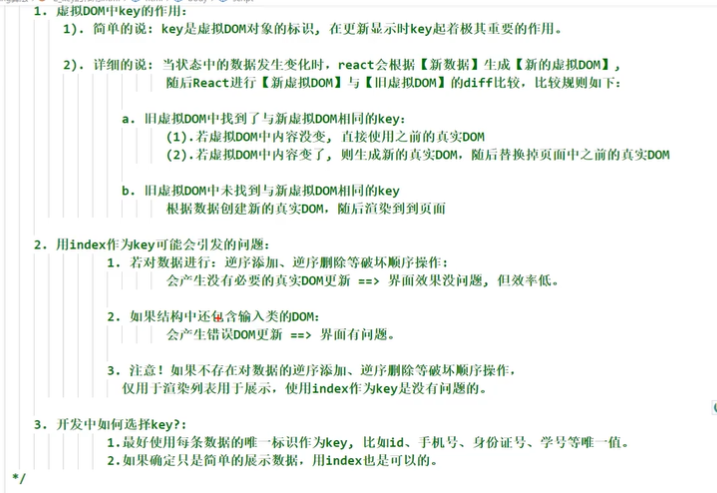 1. 虚拟DOM中key的作用:
1). 简单的说: key是虚拟DOM对象的标识, 在更新显示时key起着极其重要的作用。
2). 详细的说: 当状态中的数据发生变化时, react会根据【新数据】生成【新的虚拟DOM】,
随后React进行【新虚拟DOM】与【旧虚拟DOM】的diff比较, 比较规则如下:
a. 旧虚拟DOM中找到了与新虚拟DOM相同的key:
(1).若虚拟DOM中内容没变, 直接使用之前的真实DOM
(2).若虚拟DOM中内容变了, 则生成新的真实DOM, 随后替换掉页面中之前的真实DOM
b. 旧虚拟DOM中未找到与新虚拟DOM相同的key
根据数据创建新的真实DOM, 随后渲染到到页面
2. 用index作为key可能会引发的问题:
1. 若对数据进行: 逆序添加、逆序删除等破坏顺序操作:
会产生没有必要的真实DOM更新 ==> 界面效果没问题, 但效率低。
2. 如果结构中还包含输入类的DOM:
会产生错误DOM更新 ==> 界面有问题。
3. 注意! 如果不存在对数据的逆序添加、逆序删除等破坏顺序操作,
仅用于渲染列表用于展示, 使用index作为key是没有问题的。
3. 开发中如何选择key?:
1.最好使用每条数据的唯一标识作为key, 比如id、手机号、身份证号、学号等唯一值。
2.如果确定只是简单的展示数据, 用index也是可以的。
*/